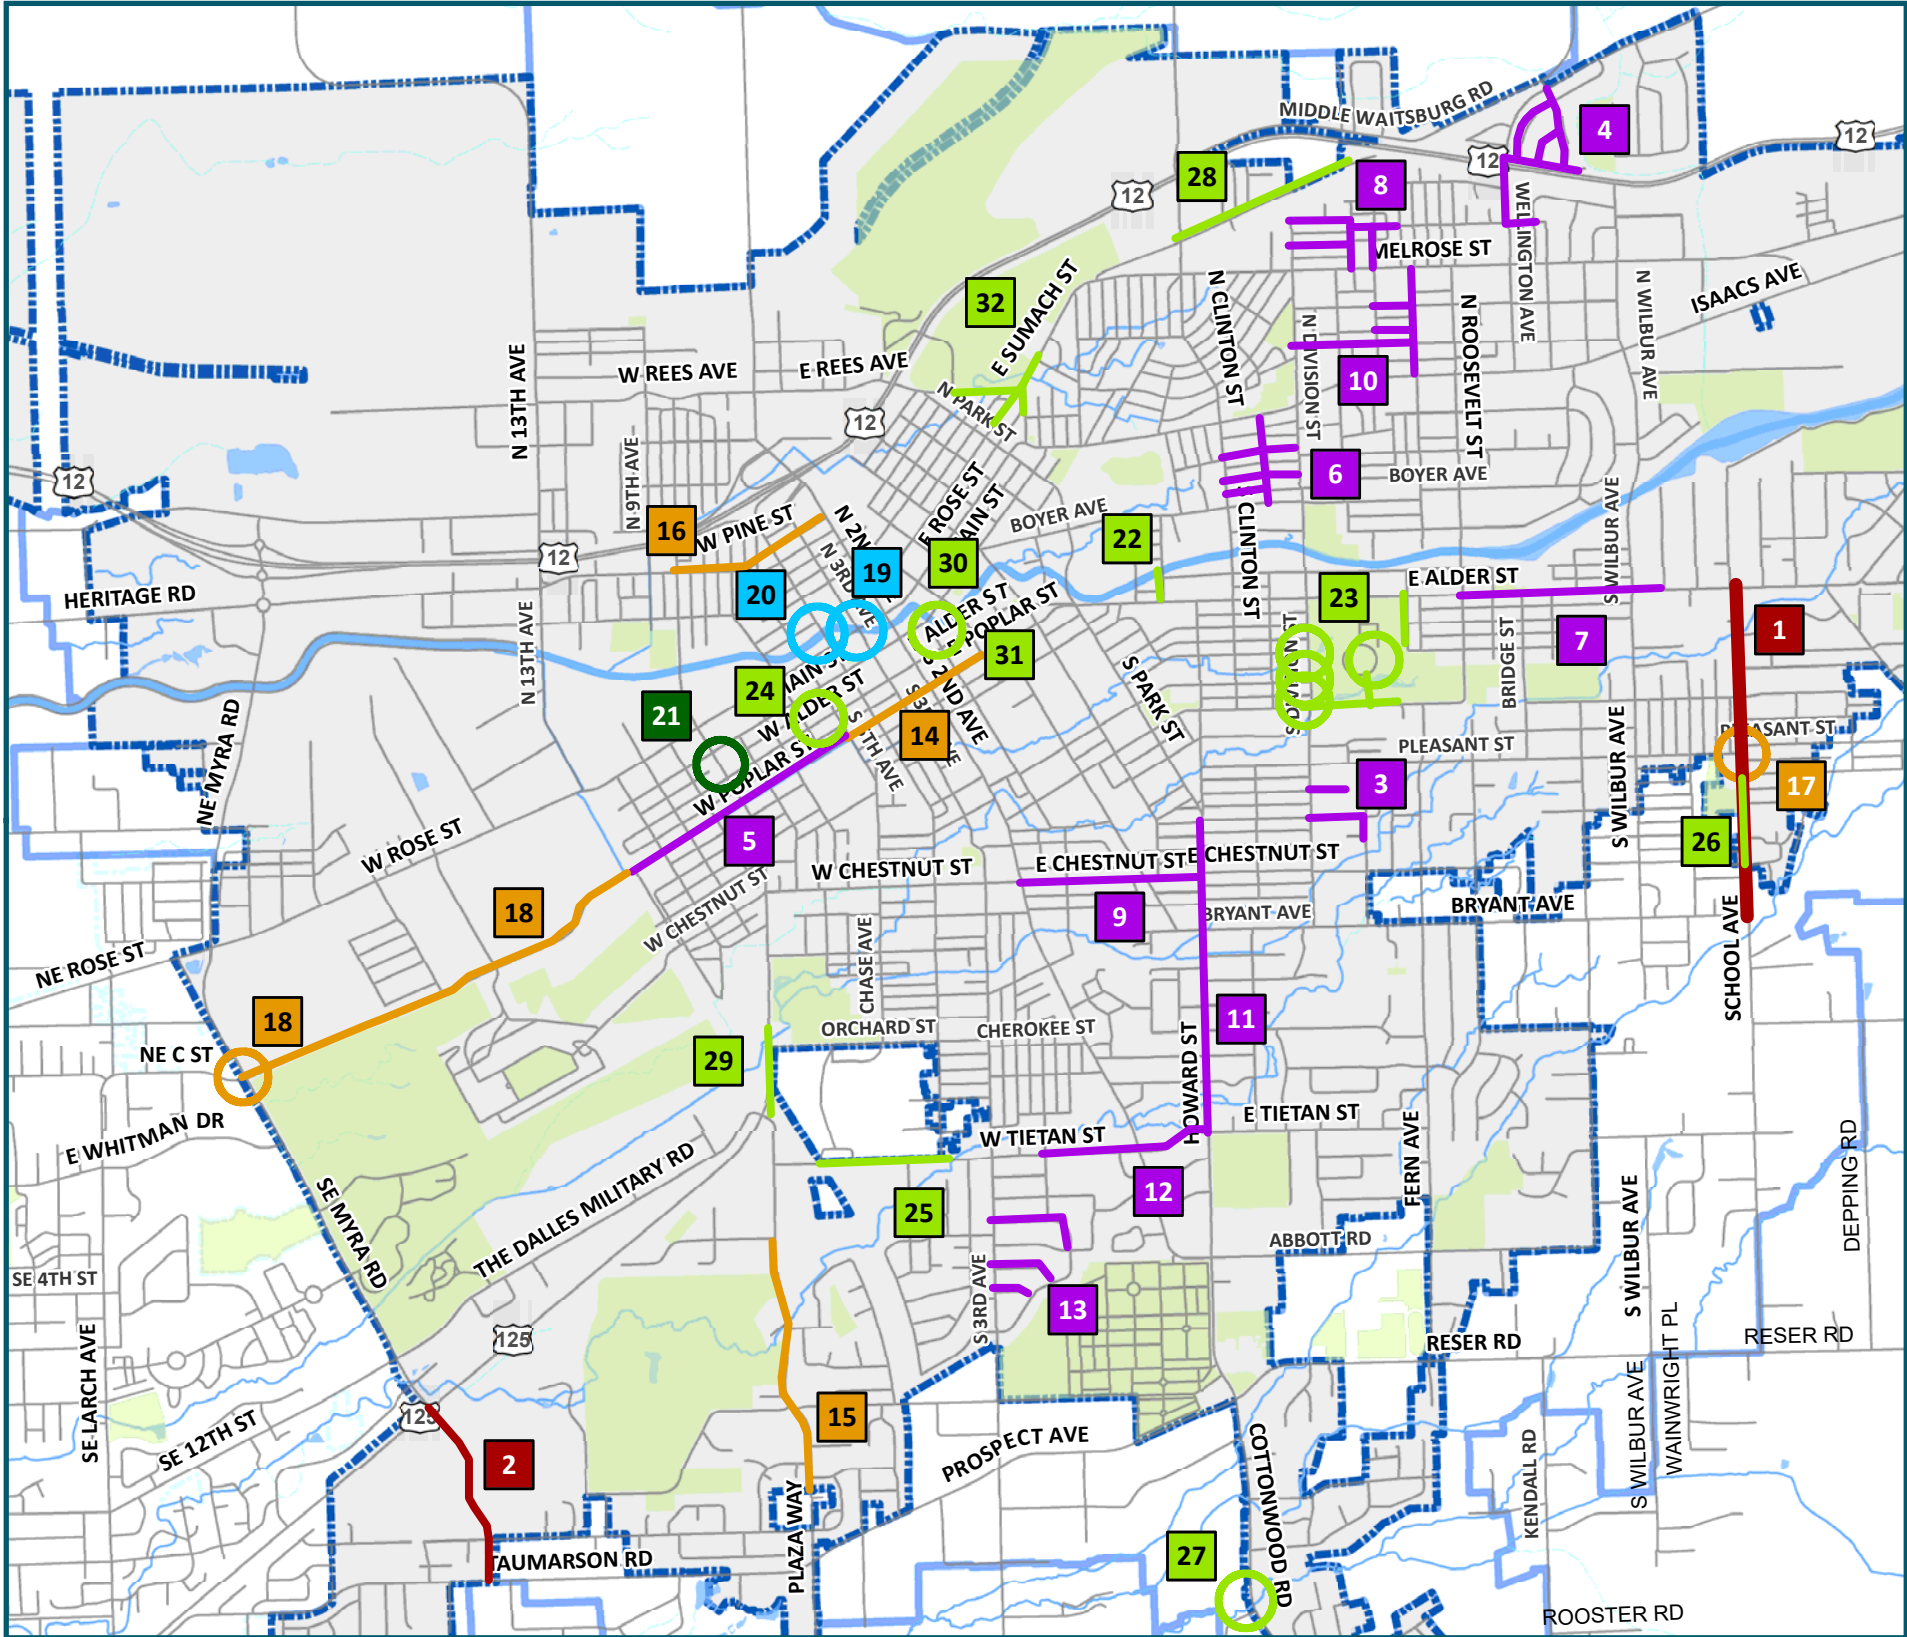 MIDDLE WAITSBURG RD
4
12
12
28
8
12
WELLINGTON AVE
MELROSE ST
N CLINTON ST
E SUMACH ST
32
N DIVISION ST
N ROOSEVELT ST
N WILBUR AVE
ISAACS AVE
N 13TH AVE
W REES AVE
E REES AVE
N PARK ST
10
12
N 9TH AVE
12
6
BOYER AVE
E ROSE ST
BOYER AVE
16
W PINE ST
12
22
CLINTON ST
S WILBUR AVE
19
30
20
HERITAGE RD
E ALDER ST
23
ALDER ST
E POPLAR ST
1
7
31
N 13TH AVE
BRIDGE ST
MAIN ST
24
W ALDER ST
S 2ND AVE
S PARK ST
21
14
NE MYRA RD
W POPLAR ST
PLEASANT ST
PLEASANT ST
S WILBUR AVE
3
17
5
26
W ROSE ST
W CHESTNUT ST
E CHESTNUT ST
E CHESTNUT ST
W CHESTNUT ST
18
9
BRYANT AVE
BRYANT AVE
CHASE AVE
SCHOOL AVE
NE ROSE ST
18
11
ORCHARD ST
CHEROKEE ST
NE C ST
29
HOWARD ST
E WHITMAN DR
W TIETAN ST
E TIETAN ST
FERN AVE
DEPPING RD
THE DALLES MILITARY RD
SE MYRA RD
12
25
S WILBUR AVE
ABBOTT RD
SE 4TH ST
S 3RD AVE
13
125
RESER RD
RESER RD
SE LARCH AVE
S WILBUR AVE
WAINWRIGHT PL
125
SE 12TH ST
15
2
PROSPECT AVE
COTTONWOOD RD
KENDALL RD
PLAZA WAY
TAUMARSON RD
27
ROOSTER RD